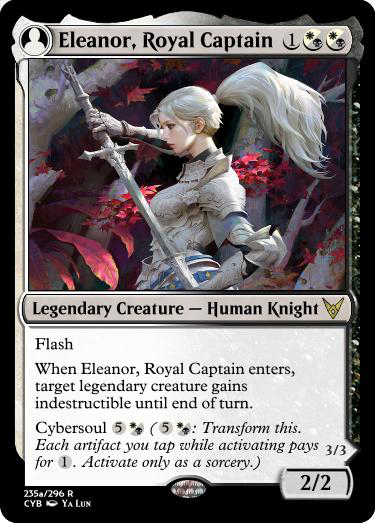 Eleanor, Royal Captain 1
Legendary Creature — Human Knight
Flash
When Eleanor, Royal Captain enters,
target legendary creature gains
indestructible until end of turn.
Cybersoul 5 ( 5 : Transform this.
Each artifact you tap while activating pays
for 1. Activate only as a sorcery.)
3/3
2/2
235a/296 R
CYB Ya Lun